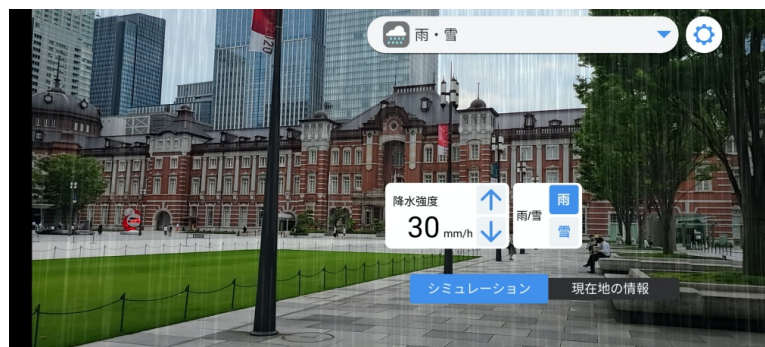 雨・雪
降水強度
30 mm/h
雨/雪
雨
雪
シミュレーション
現在地の情報